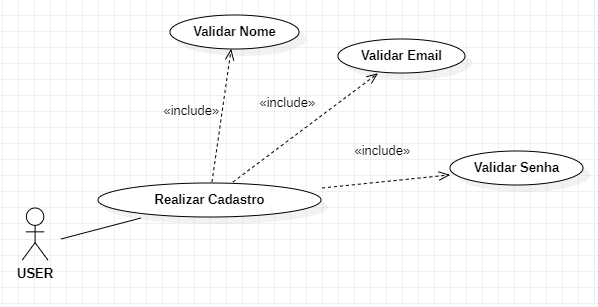 Validar Nome
Validar Email
«include»
«include»
«include»
Validar Senha
Realizar Cadastro
USER